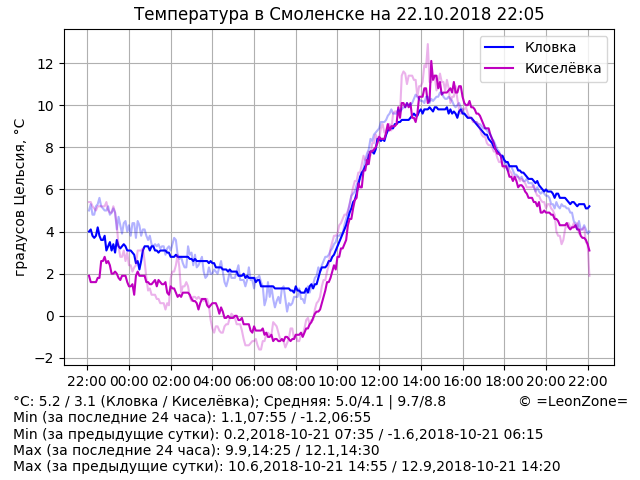 Температура в Смоленске на 22.10.2018 22:05
Кловка
Киселёвка
градусов Цельсия, °C
12
10
8
6
4
2
0
−2
22:00 00:00 02:00 04:00 06:00 08:00 10:00 12:00 14:00 16:00 18:00 20:00 22:00
°C: 5.2 / 3.1 (Кловка / Киселёвка); Средняя: 5.0/4.1 | 9.7/8.8 © =LeonZone=
Min (за последние 24 часа): 1.1,07:55 / -1.2,06:55
Min (за предыдущие сутки): 0.2,2018-10-21 07:35 / -1.6,2018-10-21 06:15
Max (за последние 24 часа): 9.9,14:25 / 12.1,14:30
Max (за предыдущие сутки): 10.6,2018-10-21 14:55 / 12.9,2018-10-21 14:20